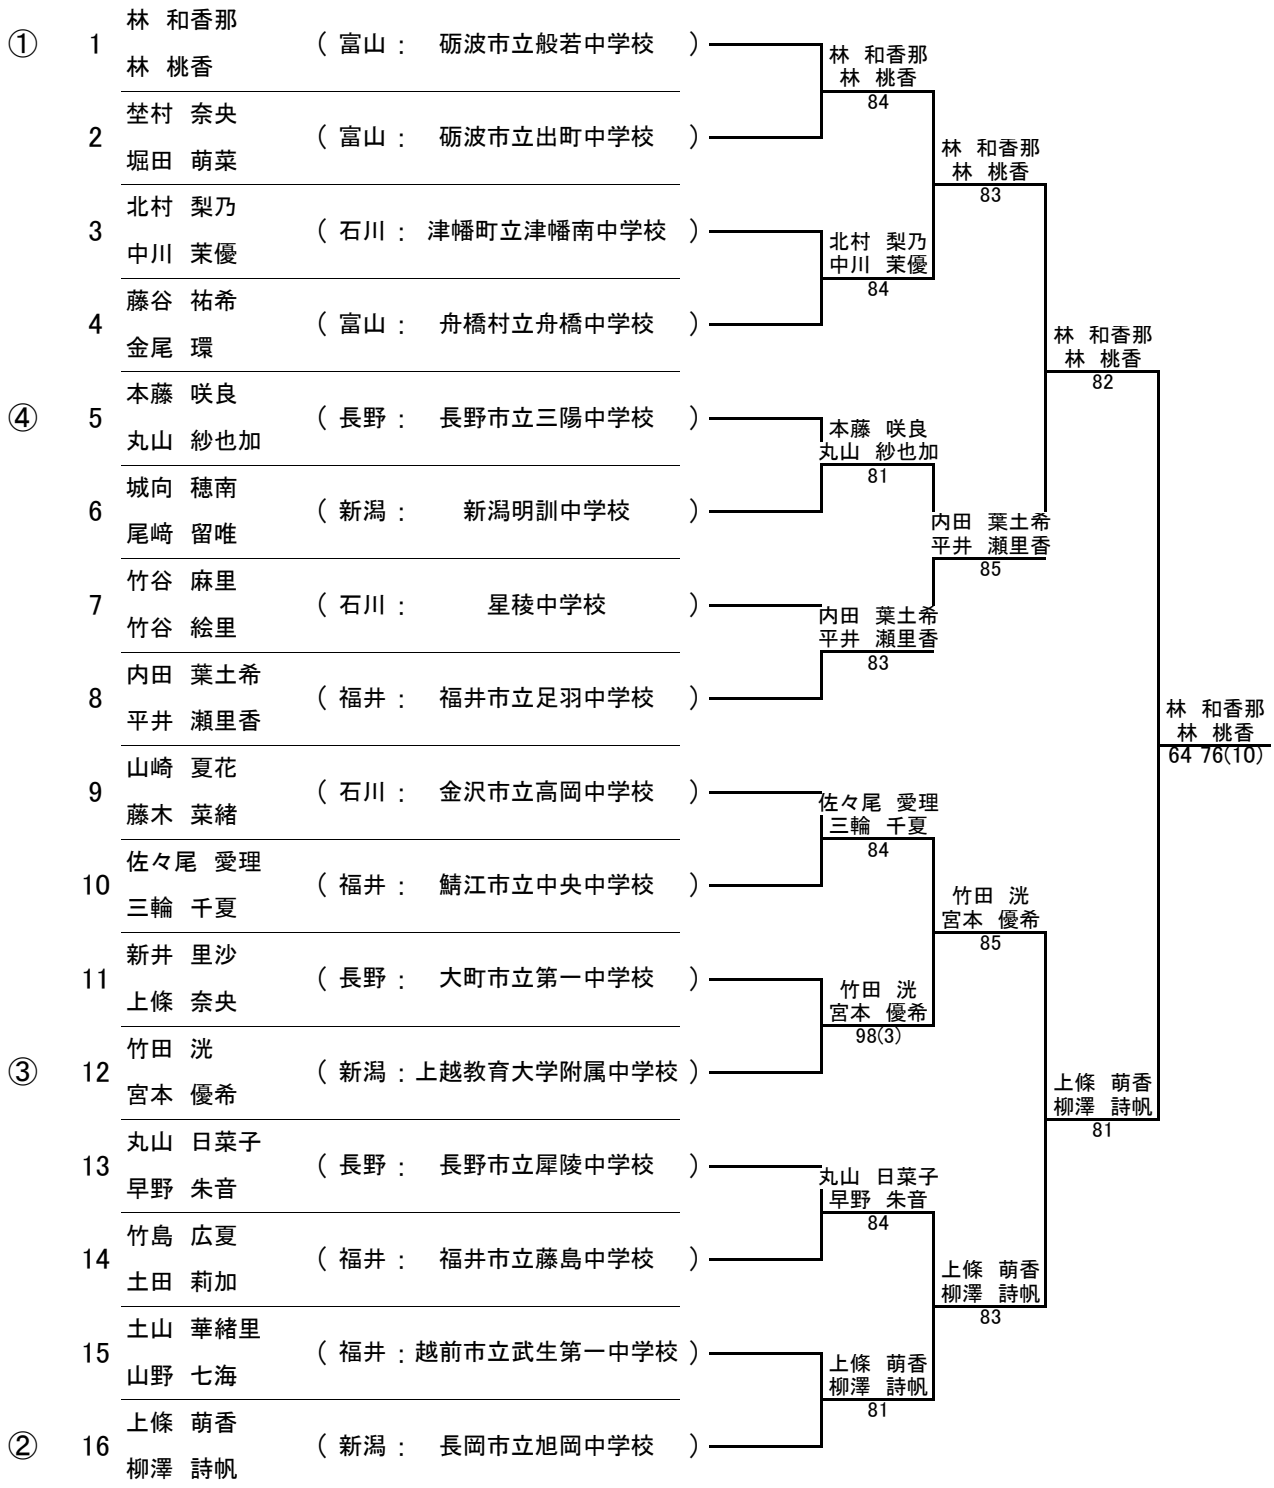 林 和香那
① 1 ( 富山 : 砺波市立般若中学校 )
林 桃香
埜村 奈央
2 ( 富山 : 砺波市立出町中学校 )
堀田 萌菜
北村 梨乃
3 ( 石川 : 津幡町立津幡南中学校 )
中川 茉優
藤谷 祐希
4 ( 富山 : 舟橋村立舟橋中学校 )
金尾 環
本藤 咲良
④ 5 ( 長野 : 長野市立三陽中学校 )
丸山 紗也加
城向 穂南
6 ( 新潟 : 新潟明訓中学校 )
尾﨑 留唯
竹谷 麻里
7 ( 石川 : 星稜中学校 )
竹谷 絵里
内田 葉土希
8 ( 福井 : 福井市立足羽中学校 )
平井 瀬里香
山崎 夏花
9 ( 石川 : 金沢市立高岡中学校 )
藤木 菜緒
佐々尾 愛理
10 ( 福井 : 鯖江市立中央中学校 )
三輪 千夏
新井 里沙
11 ( 長野 : 大町市立第一中学校 )
上條 奈央
竹田 洸
③ 12 ( 新潟 : 上越教育大学附属中学校 )
宮本 優希
丸山 日菜子
13 ( 長野 : 長野市立犀陵中学校 )
早野 朱音
竹島 広夏
14 ( 福井 : 福井市立藤島中学校 )
土田 莉加
土山 華緒里
15 ( 福井 : 越前市立武生第一中学校 )
山野 七海
上條 萌香
② 16 ( 新潟 : 長岡市立旭岡中学校 )
柳澤 詩帆
林 和香那
林 桃香
84
北村 梨乃
中川 茉優
84
本藤 咲良
丸山 紗也加
81
内田 葉土希
平井 瀬里香
83
佐々尾 愛理
三輪 千夏
84
竹田 洸
宮本 優希
98(3)
丸山 日菜子
早野 朱音
84
上條 萌香
柳澤 詩帆
81
林 和香那
林 桃香
83
内田 葉土希
平井 瀬里香
85
竹田 洸
宮本 優希
85
上條 萌香
柳澤 詩帆
83
林 和香那
林 桃香
82
上條 萌香
柳澤 詩帆
81
林 和香那
林 桃香
64 76(10)